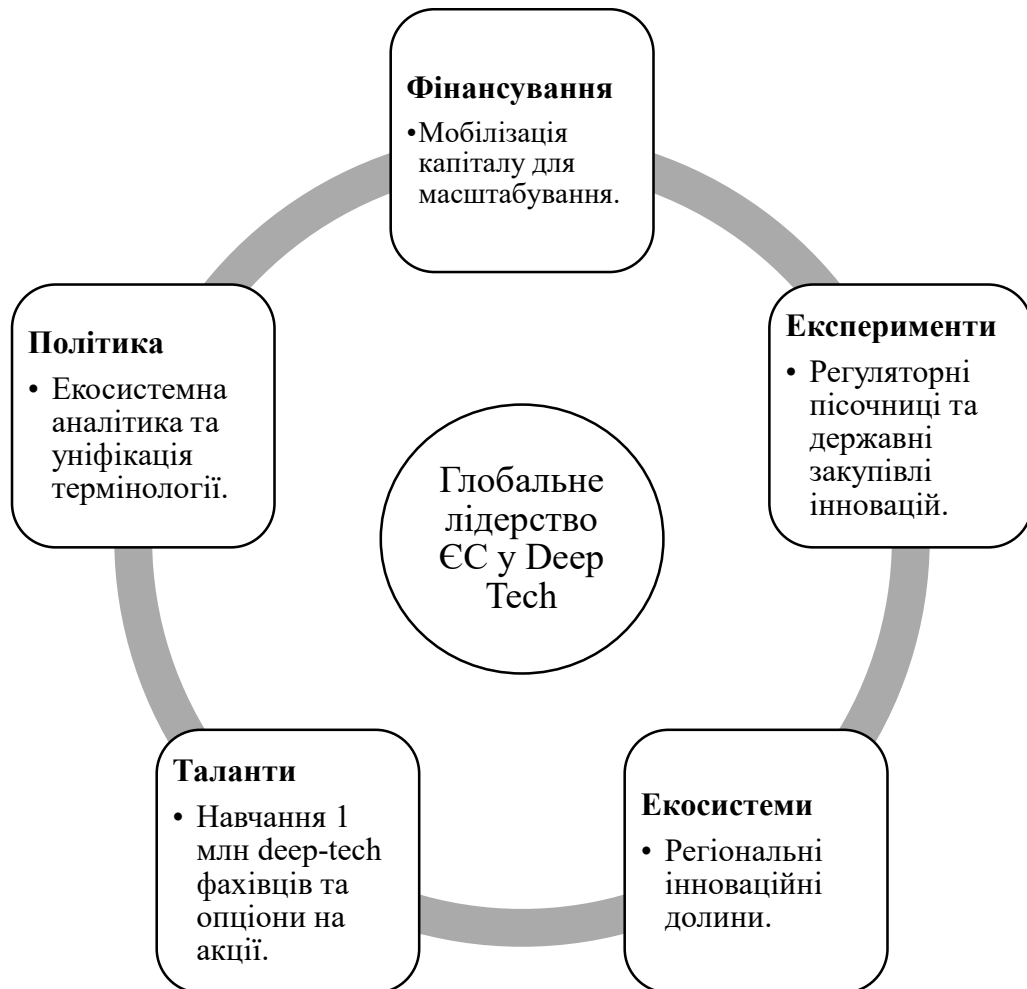 Фінансування
•Мобілізація
капіталу для
масштабування.
Експерименти
• Регуляторні
пісочниці та
державні
закупівлі
інновацій.
Екосистеми
• Регіональні
інноваційні
долини.
Таланти
• Навчання 1
млн deep-tech
фахівців та
опціони на
акції.
Політика
• Екосистемна
аналітика та
уніфікація
термінології.
Глобальне
лідерство
ЄС у Deep
Tech